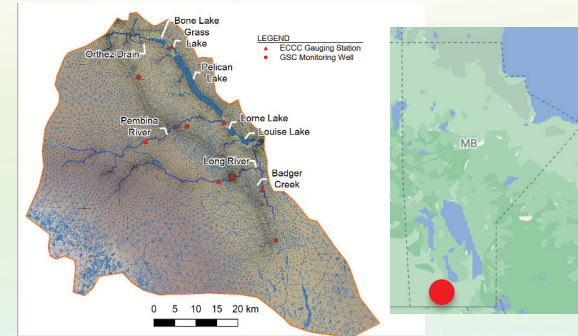 Bone Lake
Grass
Lake
Orthez Drain
Pelican
Lake
Pembina
River
Lorne Lake
Louise Lake
Long River
Badger
Creek
LEGEND
ECCC Gauging Station
GSC Monitoring Well
0 5 10 15 20 km
MB